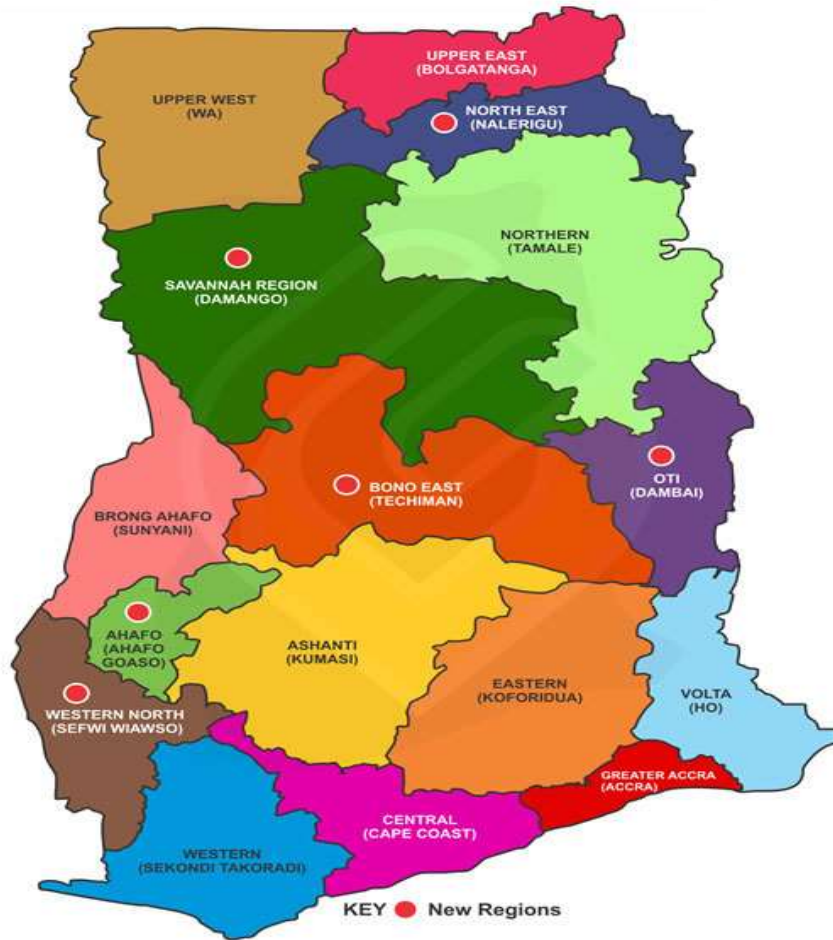 UPPER EAST
(BOLGATANGA)
UPPER WEST
(WA)
NORTH EAST
(NALERIGU)
NORTHERN
(TAMALE)
SAVANNAH REGION
(DAMANGO)
OTI
(DAMBAI)
BONO EAST
(TECHIMAN)
BRONG AHAFO
(SUNYANI)
AHAFO
(AHAFO
GOASO)
ASHANTI
(KUMASI)
EASTERN
(KOFORIDUA)
VOLTA
(HO)
WESTERN NORTH
(SEFWI WIAWSO)
GREATER ACCRA
(ACCRA)
CENTRAL
(CAPE COAST)
WESTERN
(SEKONDI TAKORADI)
KEY New Regions